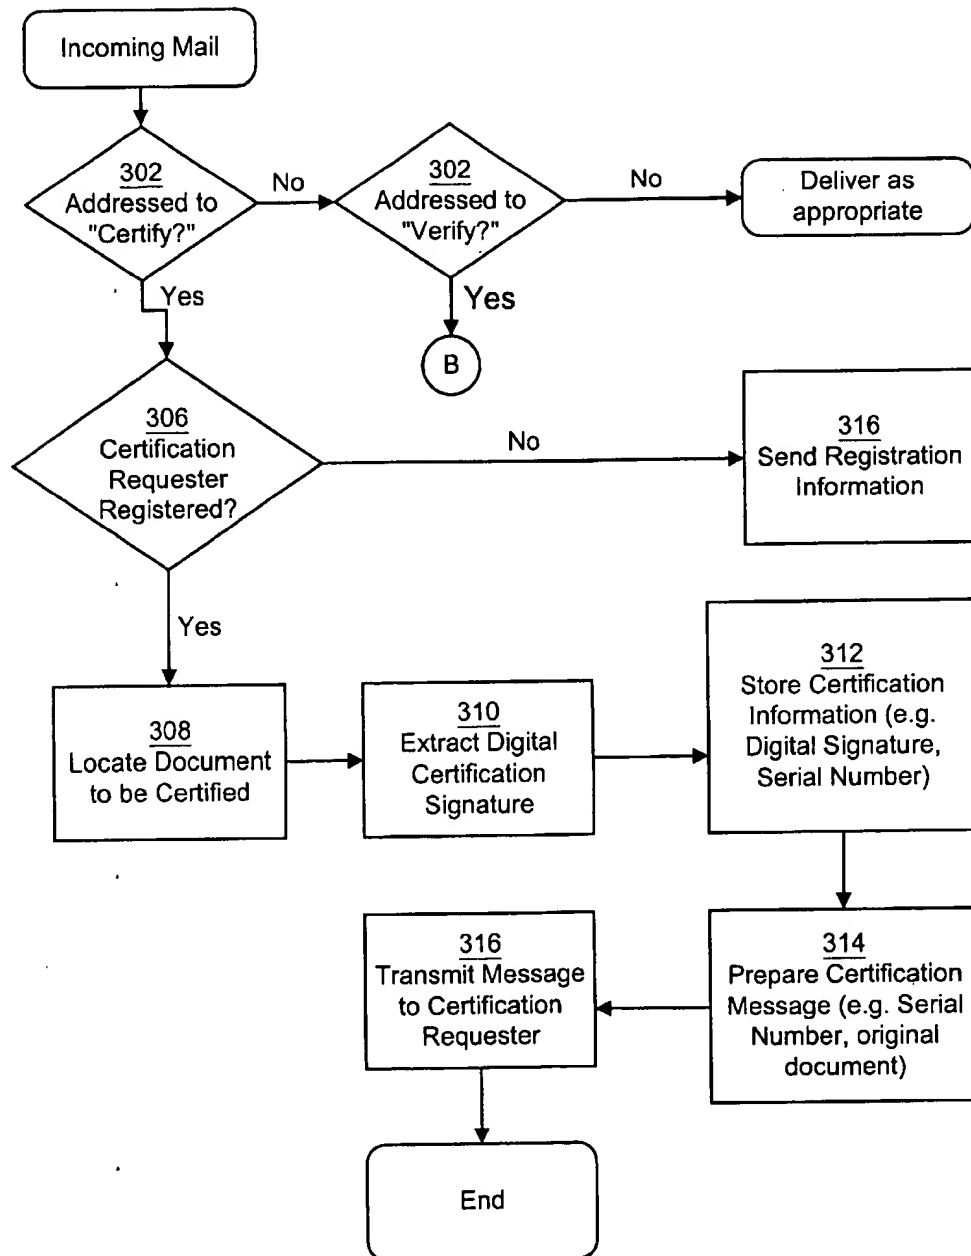 Incoming Mail
302
Addressed to
"Certify?"
No
302
Addressed to
"Verify?"
No
Deliver as
appropriate
Yes
Yes
B
306
Certification
Requester
Registered?
No
316
Send Registration
Information
Yes
308
Locate Document
to be Certified
310
Extract Digital
Certification
Signature
312
Store Certification
Information (e.g.
Digital Signature,
Serial Number)
316
Transmit Message
to Certification
Requester
314
Prepare Certification
Message (e.g. Serial
Number, original
document)
End